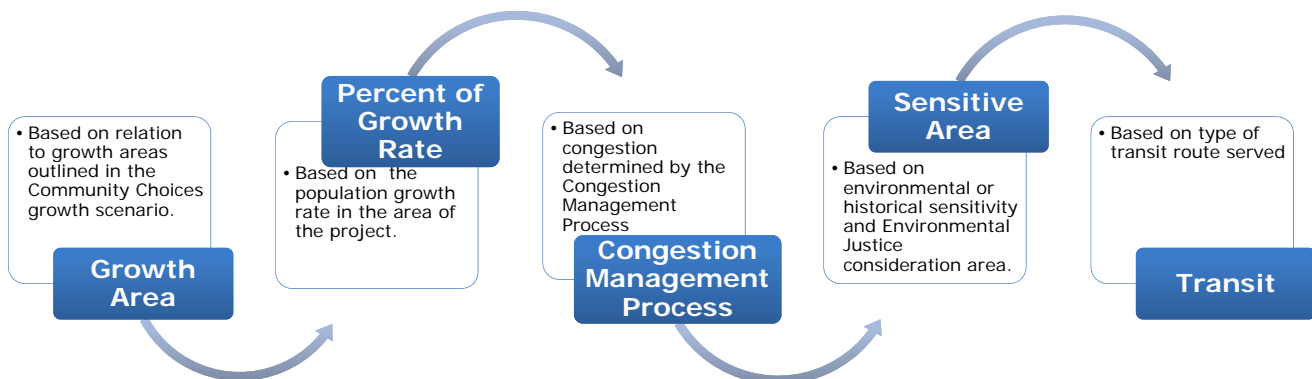 • Based on relation
to growth areas
outlined in the
Community Choices
growth scenario.
Growth
Area
Percent of
Growth
Rate
• Based on  the
population growth
rate in the area of
the project.
• Based on
congestion
determined by the
Congestion
Management
Process
Congestion
Management
Process
Sensitive
Area
• Based on
environmental or
historical sensitivity
and Environmental
Justice
consideration area.
• Based on type of
transit route served
Transit